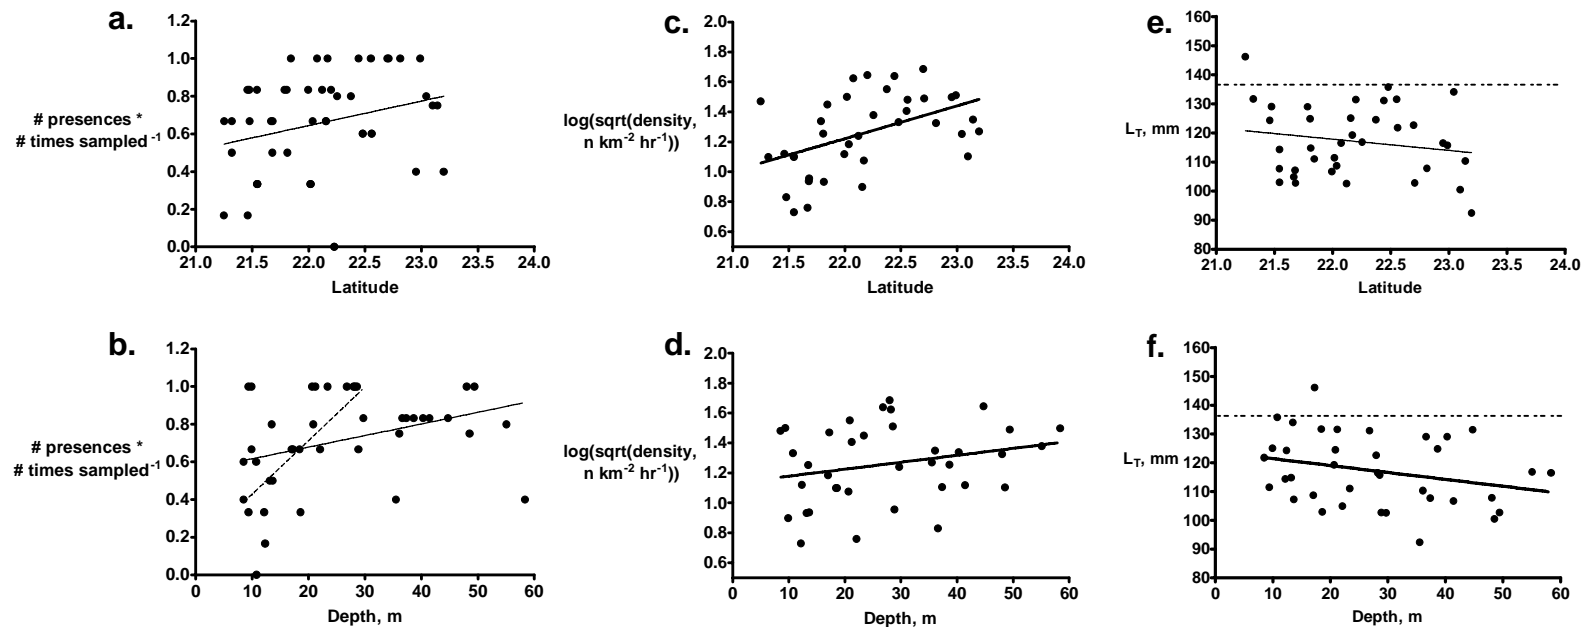 a.
1.2
1.0
0.8
0.6
0.4
0.2
0.0
# presences *
# times sampled -1
21.0 21.5 22.0 22.5 23.0 23.5 24.0
Latitude
c.
2.0
1.8
1.6
1.4
1.2
1.0
0.8
0.6
log(sqrt(density,
n km-2 hr-1))
21.0 22.0 23.0 24.0
Latitude
e.
160
150
140
130
120
110
100
90
80
LT, mm
21.0 21.5 22.0 22.5 23.0 23.5 24.0
Latitude
b.
1.2
1.0
0.8
0.6
0.4
0.2
0.0
# presences *
# times sampled -1
0 10 20 30 40 50 60
Depth, m
d.
2.0
1.8
1.6
1.4
1.2
1.0
0.8
0.6
log(sqrt(density,
n km-2 hr-1))
0 10 20 30 40 50 60
Depth, m
f.
160
150
140
130
120
110
100
90
80
LT, mm
0 10 20 30 40 50 60
Depth, m